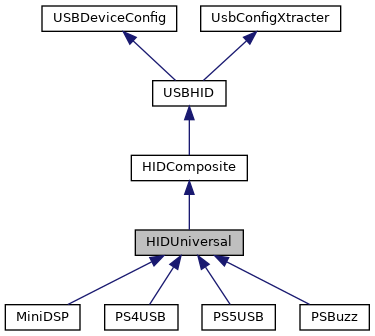 USBDeviceConfig
UsbConfigXtracter
USBHID
HIDComposite
HIDUniversal
MiniDSP
PS4USB
PS5USB
PSBuzz